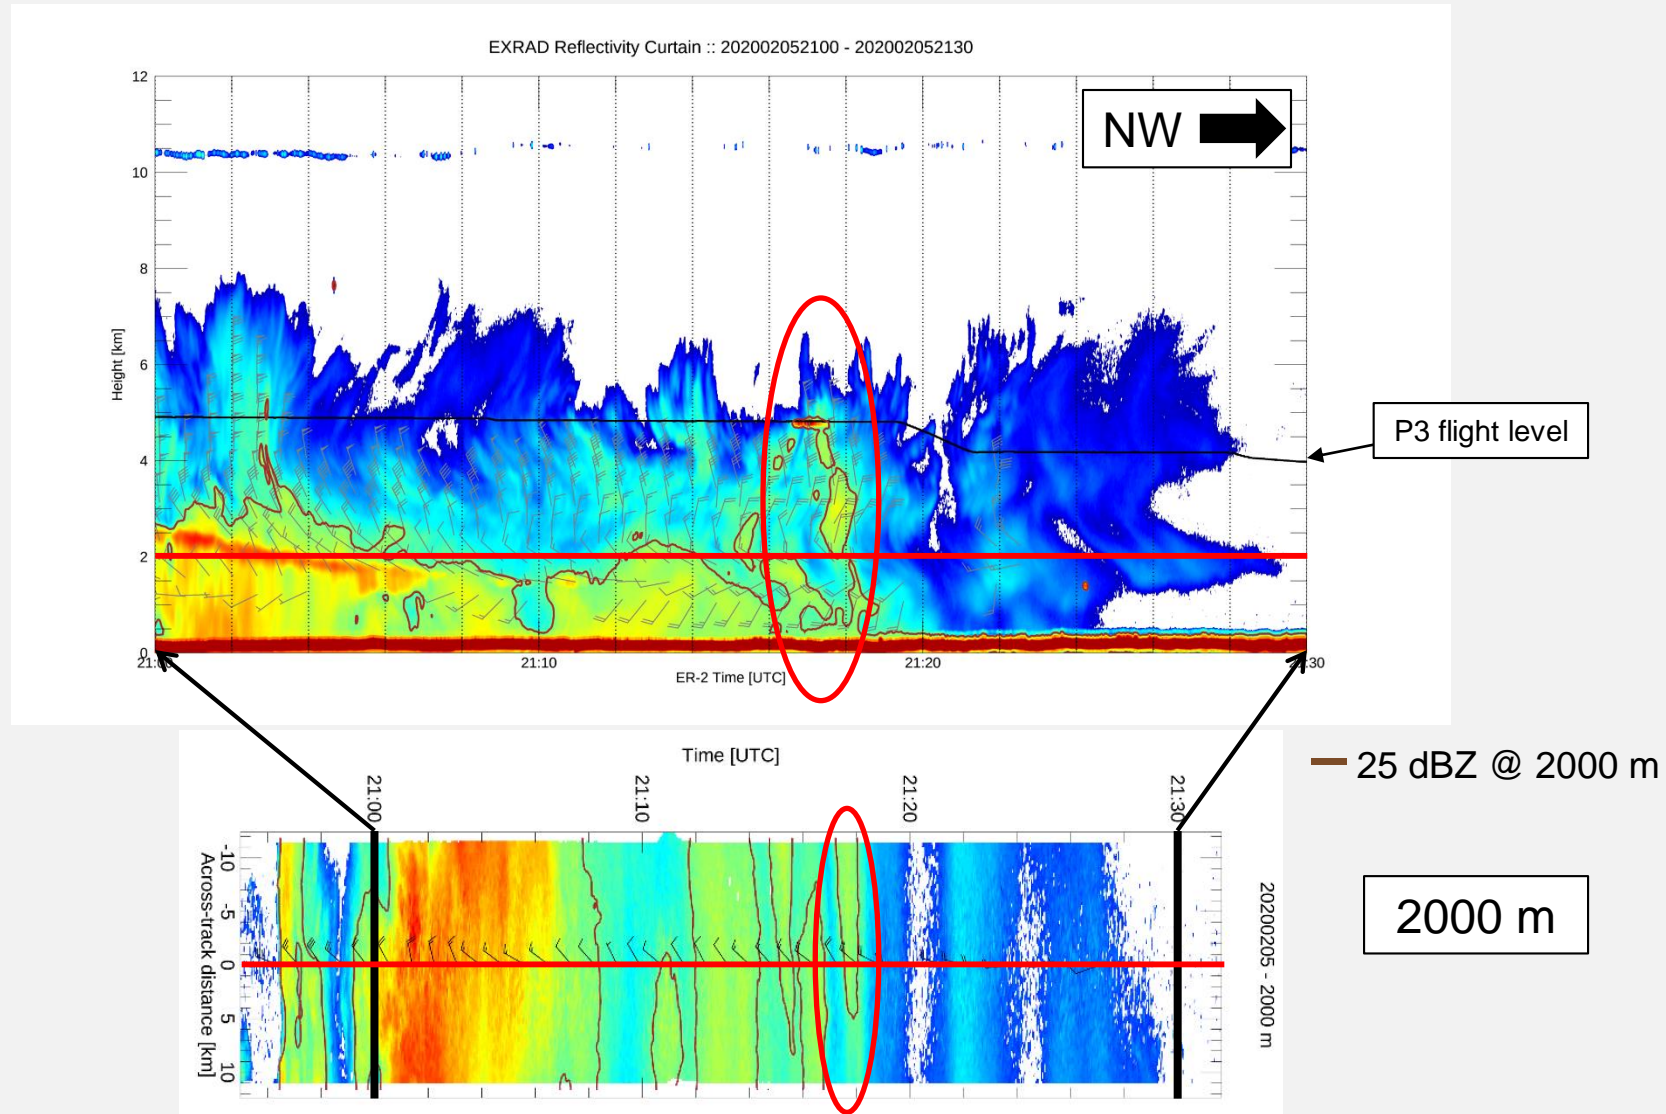 EXRAD Reflectivity Curtain :: 202002052100 - 202002052130
NW
12
10
8
6
4
2
0
Height [km]
P3 flight level
21:10
21:20
ER-2 Time [UTC]
Time [UTC]
21:00
21:10
21:20
21:30
-10
-5
0
5
10
Across-track distance [km]
20200205 - 2000 m
25 dBZ @ 2000 m
2000 m